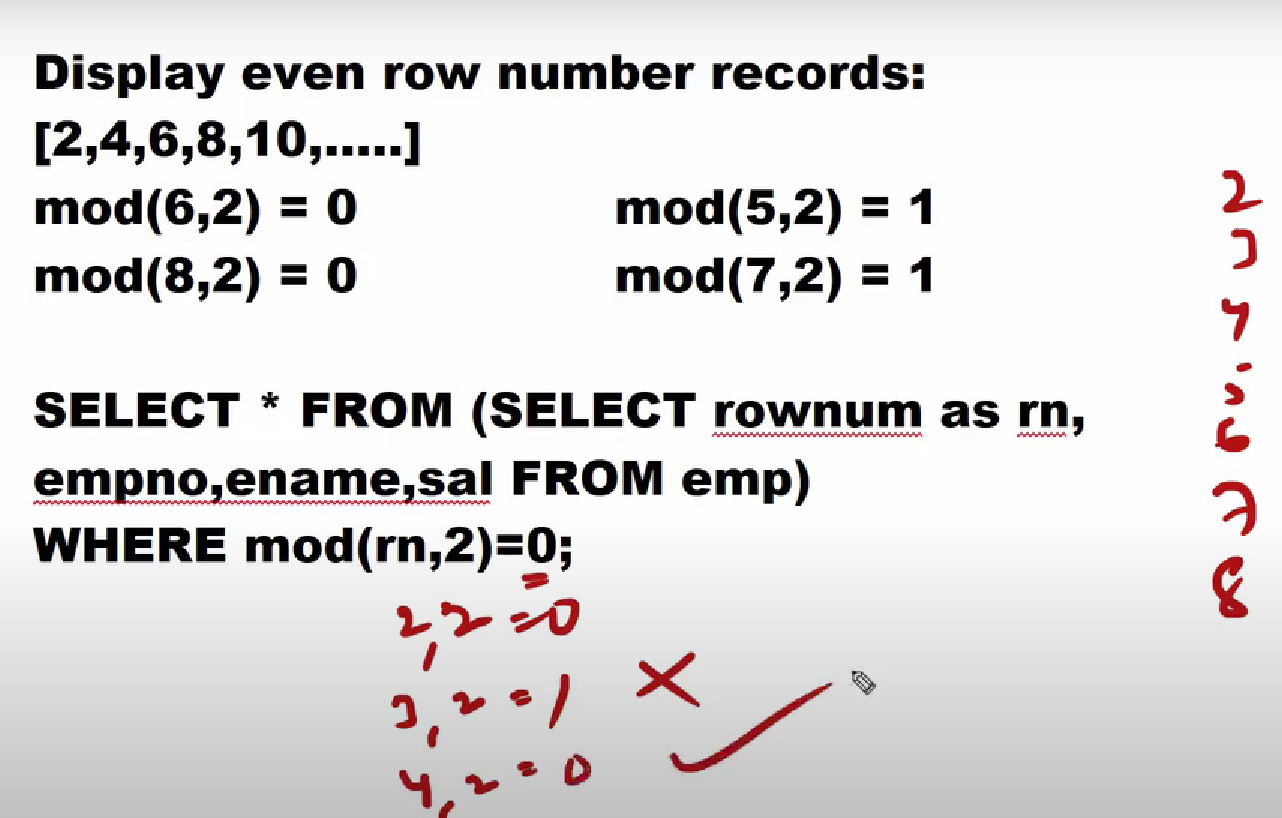 Display even row number records:
[2,4,6,8,10,.....]
mod(6,2) = 0 mod(5,2) = 1
mod(8,2) = 0 mod(7,2) = 1
SELECT * FROM (SELECT rownum as rn,
empno,ename,sal FROM emp)
WHERE mod(rn,2)=0;
2,2 =0
3,2 = 1
4,2 = 0
2
3
4
5
6
7
8